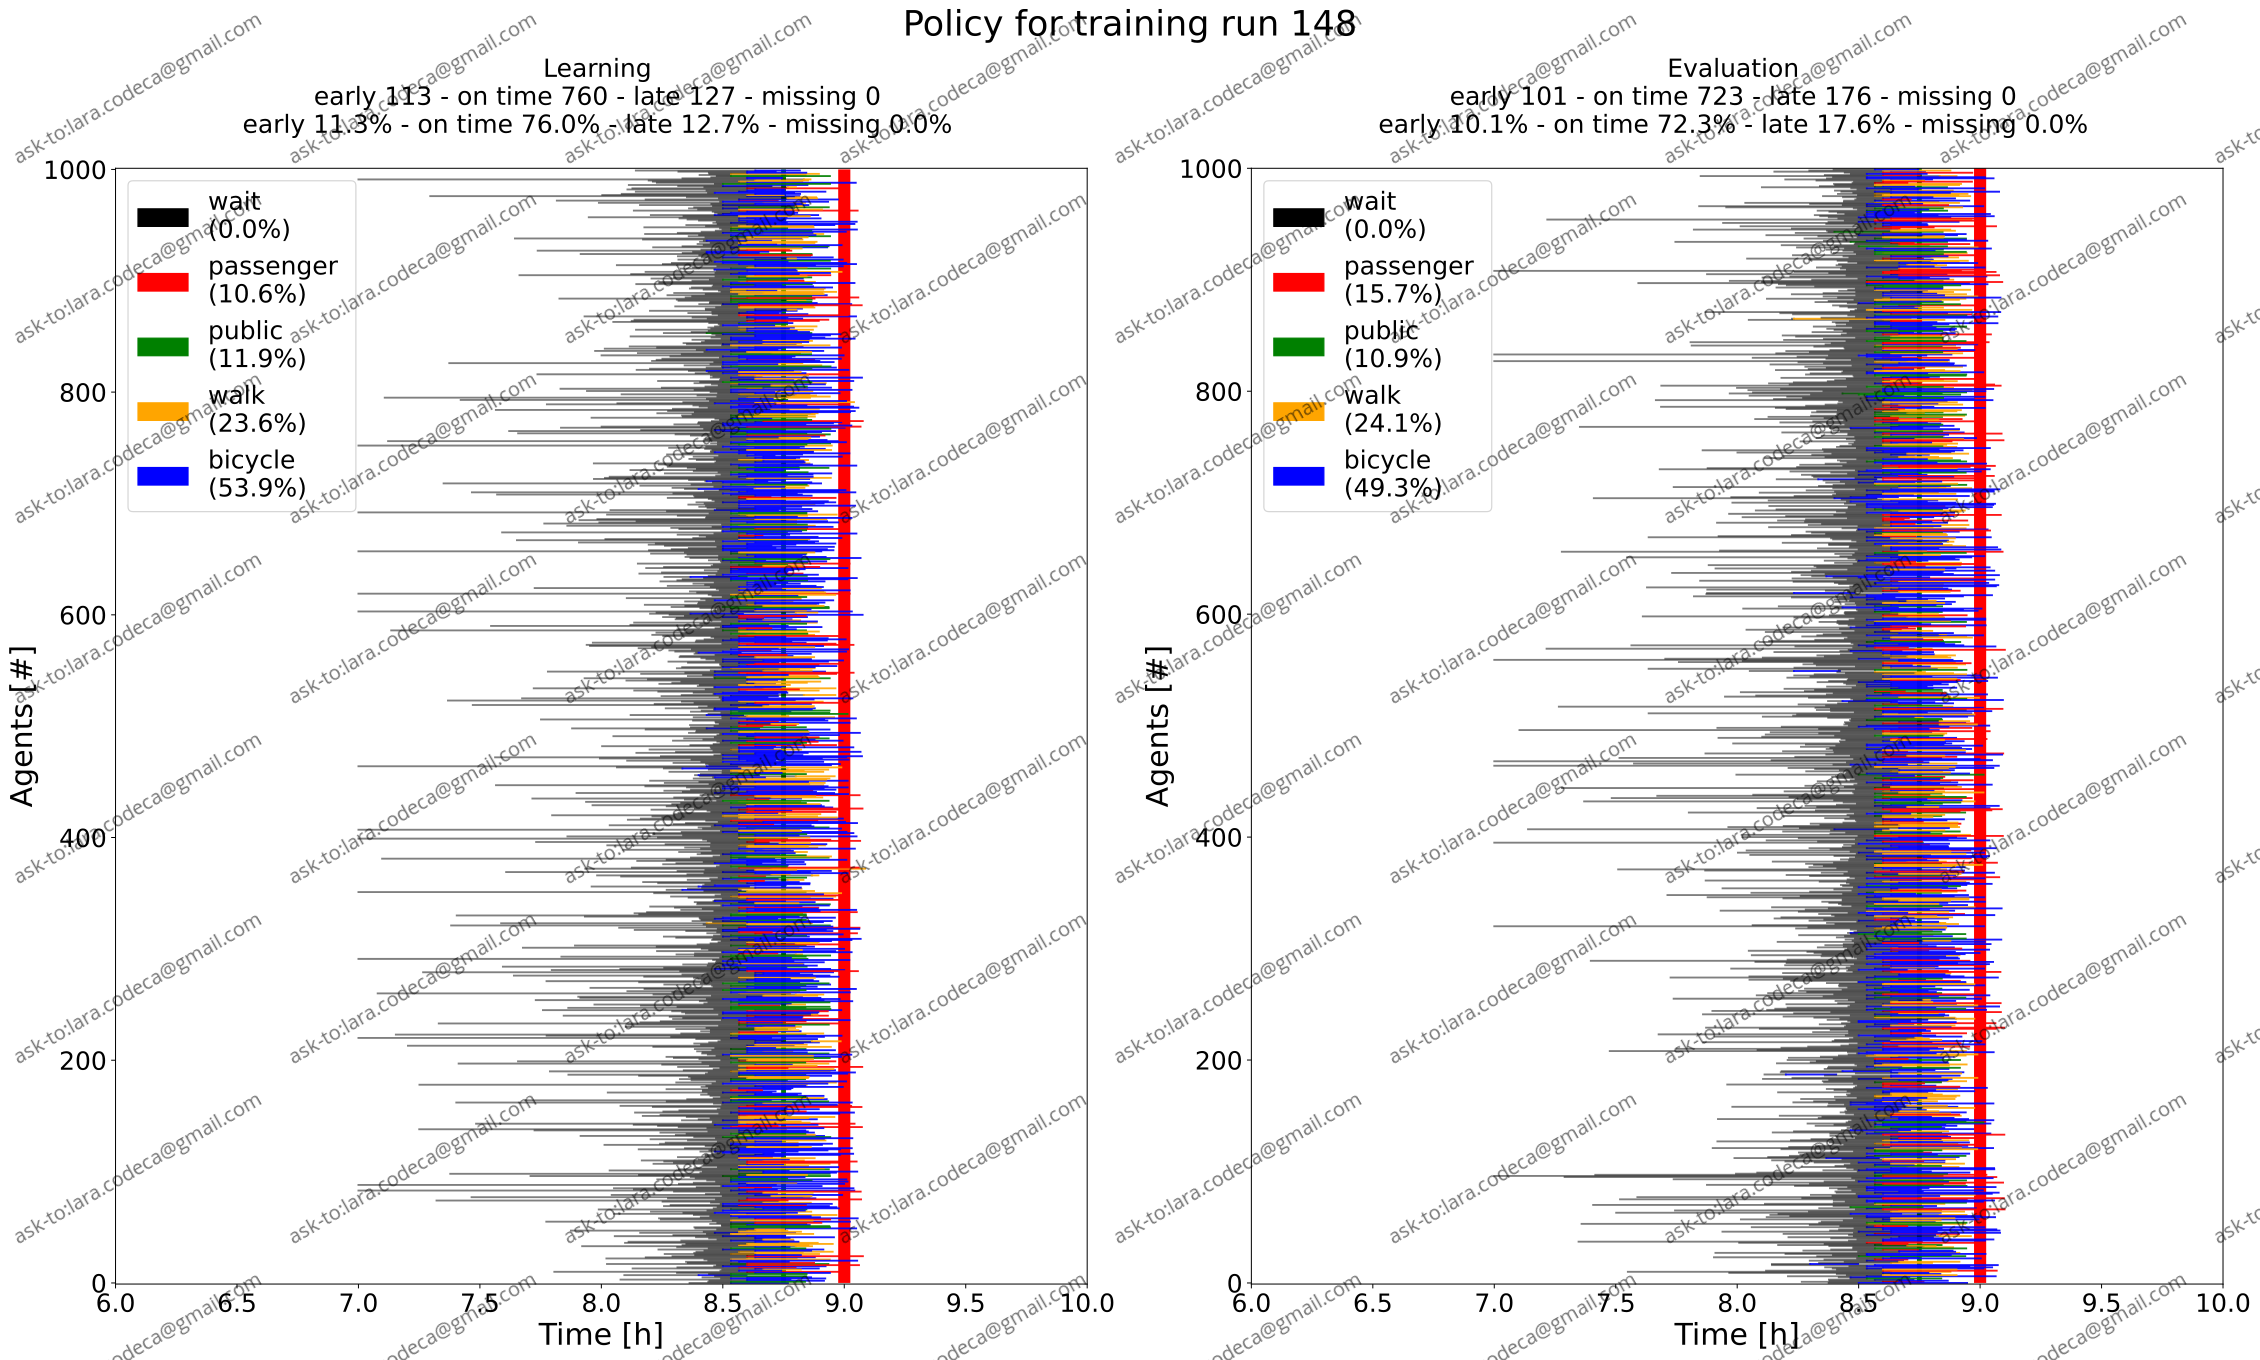 Policy for training run 148
Learning
early 113 - on time 760 - late 127 - missing 0
early 11.3% - on time 76.0% - late 12.7% - missing 0.0%
wait
(0.0%)
passenger
(10.6%)
public
(11.9%)
walk
(23.6%)
bicycle
(53.9%)
Agents [#]
1000
800
600
400
200
0
6.0 6.5 7.0 7.5 8.0 8.5 9.0 9.5 10.0
Time [h]
Evaluation
early 101 - on time 723 - late 176 - missing 0
early 10.1% - on time 72.3% - late 17.6% - missing 0.0%
wait
(0.0%)
passenger
(15.7%)
public
(10.9%)
walk
(24.1%)
bicycle
(49.3%)
Agents [#]
1000
800
600
400
200
0
6.0 6.5 7.0 7.5 8.0 8.5 9.0 9.5 10.0
Time [h]
ask-to:lara.codeca@gmail.com